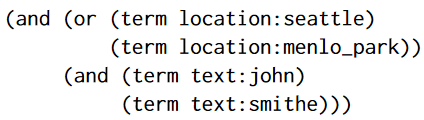 (and (or (term location:seattle)
         (term location:menlo_park))
     (and (term text:john)
          (term text:smithe)))